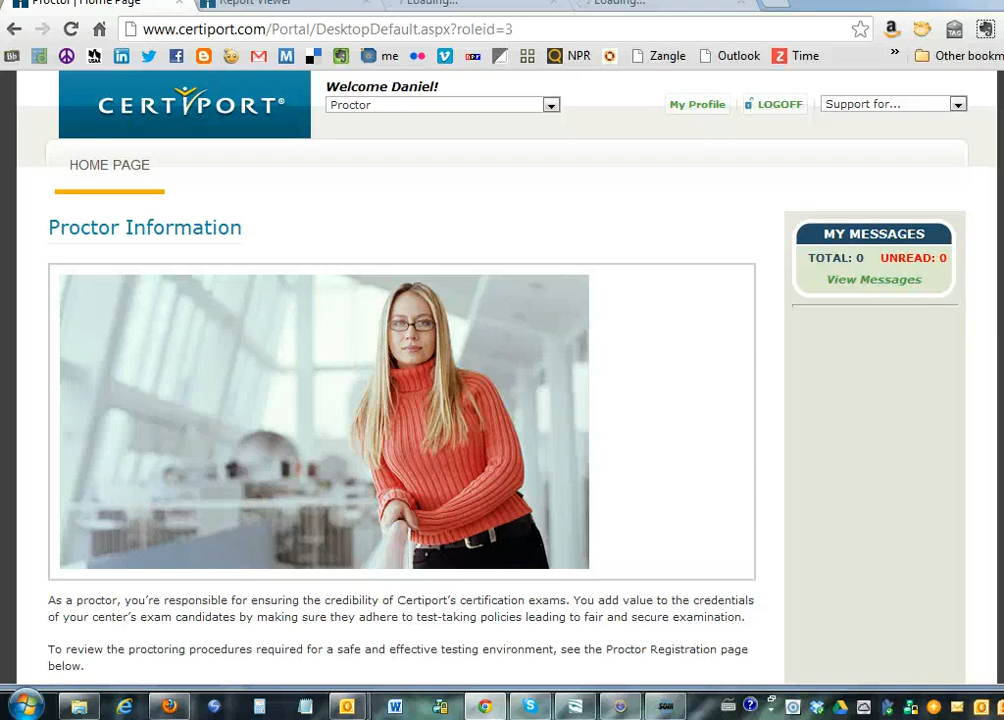 Proctor | Home Page
Report Viewer
Loading...
Loading...
www.certiport.com/Portal/DesktopDefault.aspx?roleid=3
Bb
me
NPR
Zangle
Outlook
Time
»
Other bookm
CERTIPORT®
Welcome Daniel!
Proctor
My Profile
LOGOFF
Support for...
HOME PAGE
Proctor Information
MY MESSAGES
TOTAL: 0 UNREAD: 0
View Messages
As a proctor, you're responsible for ensuring the credibility of Certiport's certification exams. You add value to the credentials
of your center's exam candidates by making sure they adhere to test-taking policies leading to fair and secure examination.
To review the proctoring procedures required for a safe and effective testing environment, see the Proctor Registration page
below.